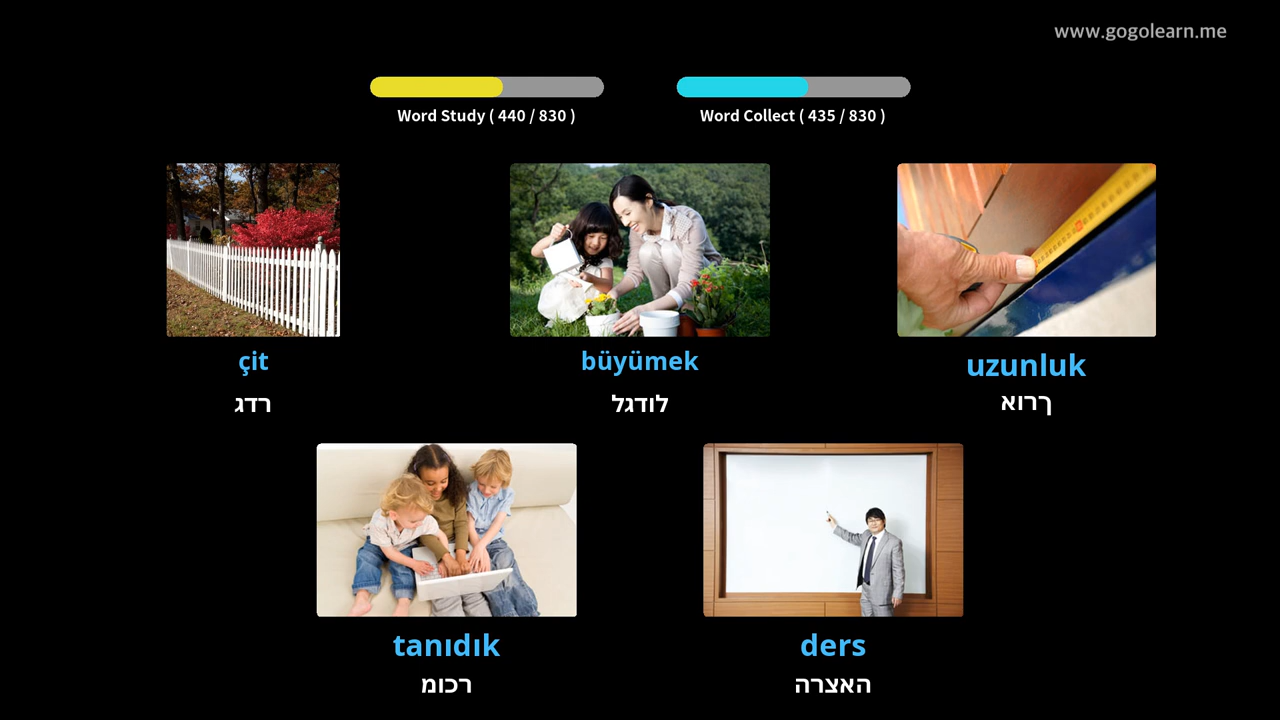 www.gogolearn.me
Word Study ( 440 / 830 )
Word Collect ( 435 / 830 )
çit
רדג
büyümek
לודגל
uzunluk
ךרוא
tanıdık
רכומ
ders
האצרה